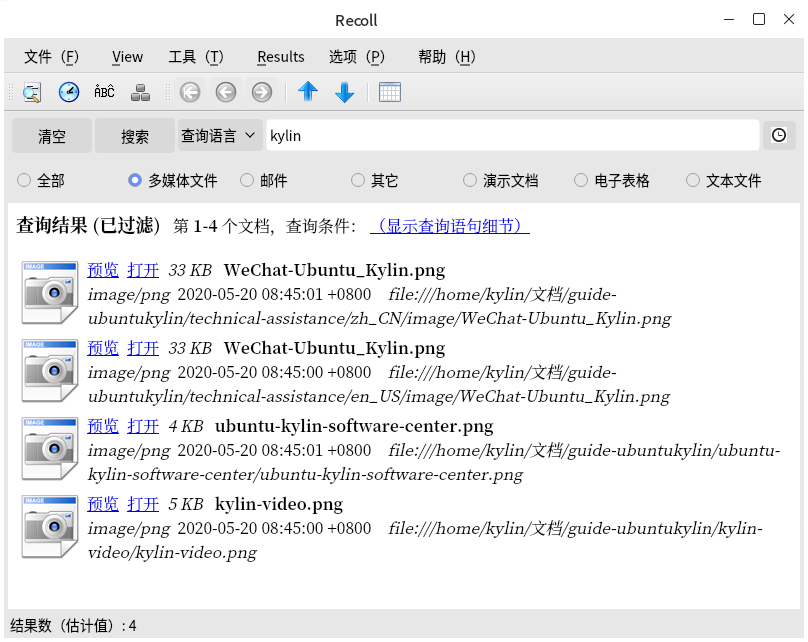 Recoll
文件 (F) View 工具 (T) Results 选项 (P) 帮助 (H)
ABC
清空 搜索 查询语言 kylin
全部 多媒体文件 邮件 其它 演示文档 电子表格 文本文件
查询结果 (已过滤) 第 1-4 个文档，查询条件： （显示查询语句细节）
IMAGE
预览 打开 33 KB WeChat-Ubuntu_Kylin.png
image/png 2020-05-20 08:45:01 +0800 file:///home/kylin/文档/guide-
ubuntukylin/technical-assistance/zh_CN/image/WeChat-Ubuntu_Kylin.png
IMAGE
预览 打开 33 KB WeChat-Ubuntu_Kylin.png
image/png 2020-05-20 08:45:00 +0800 file:///home/kylin/文档/guide-
ubuntukylin/technical-assistance/en_US/image/WeChat-Ubuntu_Kylin.png
IMAGE
预览 打开 4 KB ubuntu-kylin-software-center.png
image/png 2020-05-20 08:45:01 +0800 file:///home/kylin/文档/guide-ubuntukylin/ubuntu-
kylin-software-center/ubuntu-kylin-software-center.png
IMAGE
预览 打开 5 KB kylin-video.png
image/png 2020-05-20 08:45:00 +0800 file:///home/kylin/文档/guide-ubuntukylin/kylin-
video/kylin-video.png
结果数（估计值）: 4